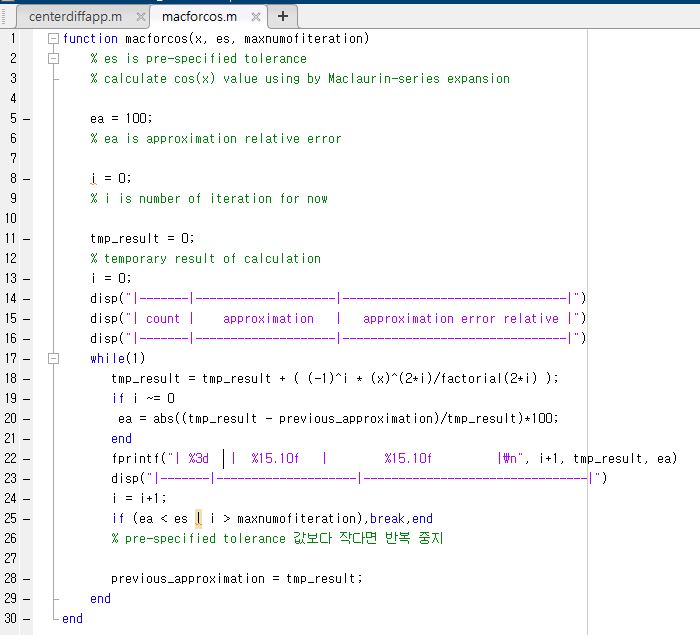 centerdiffapp.m × macforcos.m × +
1 function macforcos(x, es, maxnumofiteration)
2 % es is pre-specified tolerance
3 % calculate cos(x) value using by Maclaurin-series expansion
4
5 – ea = 100;
6 % ea is approximation relative error
7
8 – i = 0;
9 % i is number of iteration for now
10
11 – tmp_result = 0;
12 % temporary result of calculation
13 – i = 0;
14 – disp("|-------|--------------------|--------------------------------|")
15 – disp("| count |    approximation   |   approximation error relative |")
16 – disp("|-------|--------------------|--------------------------------|")
17 – while(1)
18 – tmp_result = tmp_result + ( (-1)^i * (x)^(2*i)/factorial(2*i) );
19 – if i ~= 0
20 – ea = abs((tmp_result - previous_approximation)/tmp_result)*100;
21 – end
22 – fprintf("| %3d  | |  %15.10f   |        %15.10f         |₩n", i+1, tmp_result, ea)
23 – disp("|-------|--------------------|--------------------------------|")
24 – i = i+1;
25 – if (ea < es | i > maxnumofiteration),break,end
26 % pre-specified tolerance 값보다 작다면 반복 중지
27
28 – previous_approximation = tmp_result;
29 – end
30 – end